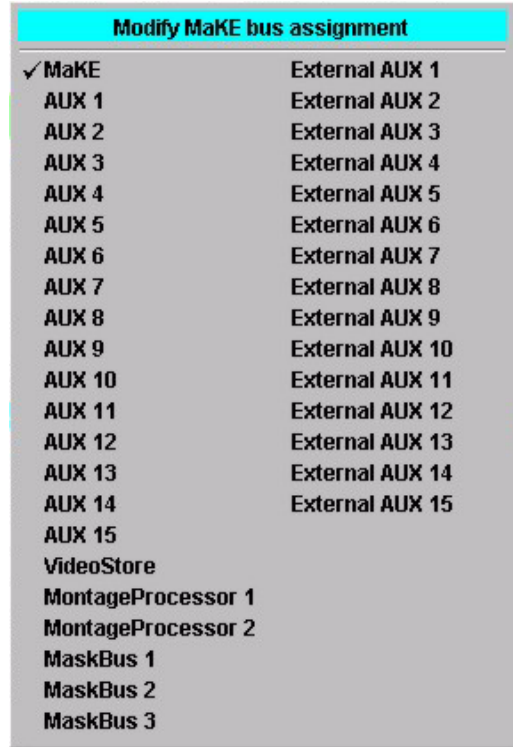 Modify MaKE bus assignment
✓ MaKE
AUX 1
AUX 2
AUX 3
AUX 4
AUX 5
AUX 6
AUX 7
AUX 8
AUX 9
AUX 10
AUX 11
AUX 12
AUX 13
AUX 14
AUX 15
VideoStore
MontageProcessor 1
MontageProcessor 2
MaskBus 1
MaskBus 2
MaskBus 3
External AUX 1
External AUX 2
External AUX 3
External AUX 4
External AUX 5
External AUX 6
External AUX 7
External AUX 8
External AUX 9
External AUX 10
External AUX 11
External AUX 12
External AUX 13
External AUX 14
External AUX 15